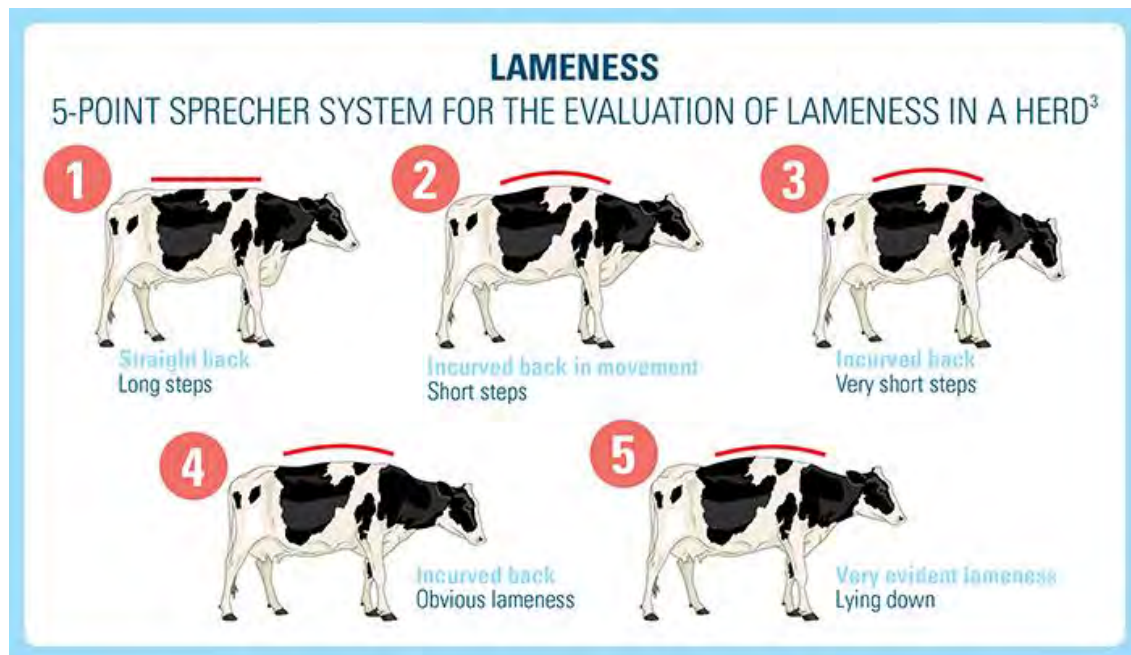 LAMENESS
5-POINT SPRECHER SYSTEM FOR THE EVALUATION OF LAMENESS IN A HERD³
1
Straight back
Long steps
2
Incurved back in movement
Short steps
3
Incurved back
Very short steps
4
Incurved back
Obvious lameness
5
Very evident lameness
Lying down